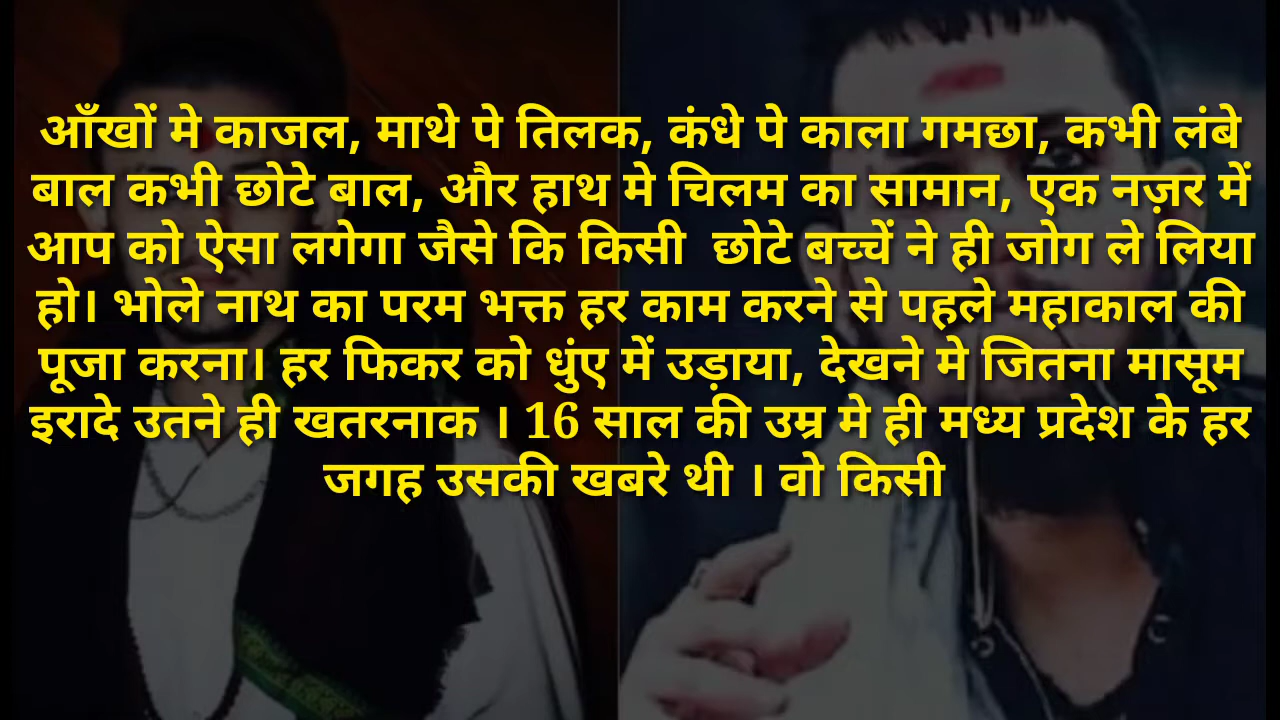 आँखों मे काजल, माथे पे तिलक, कंधे पे काला गमछा, कभी लंबे
बाल कभी छोटे बाल, और हाथ मे चिलम का सामान, एक नज़र में
आप को ऐसा लगेगा जैसे कि किसी  छोटे बच्चें ने ही जोग ले लिया
हो। भोले नाथ का परम भक्त हर काम करने से पहले महाकाल की
पूजा करना। हर फिकर को धुंए में उड़ाया, देखने मे जितना मासूम
इरादे उतने ही खतरनाक । 16 साल की उम्र मे ही मध्य प्रदेश के हर
जगह उसकी खबरे थी । वो किसी